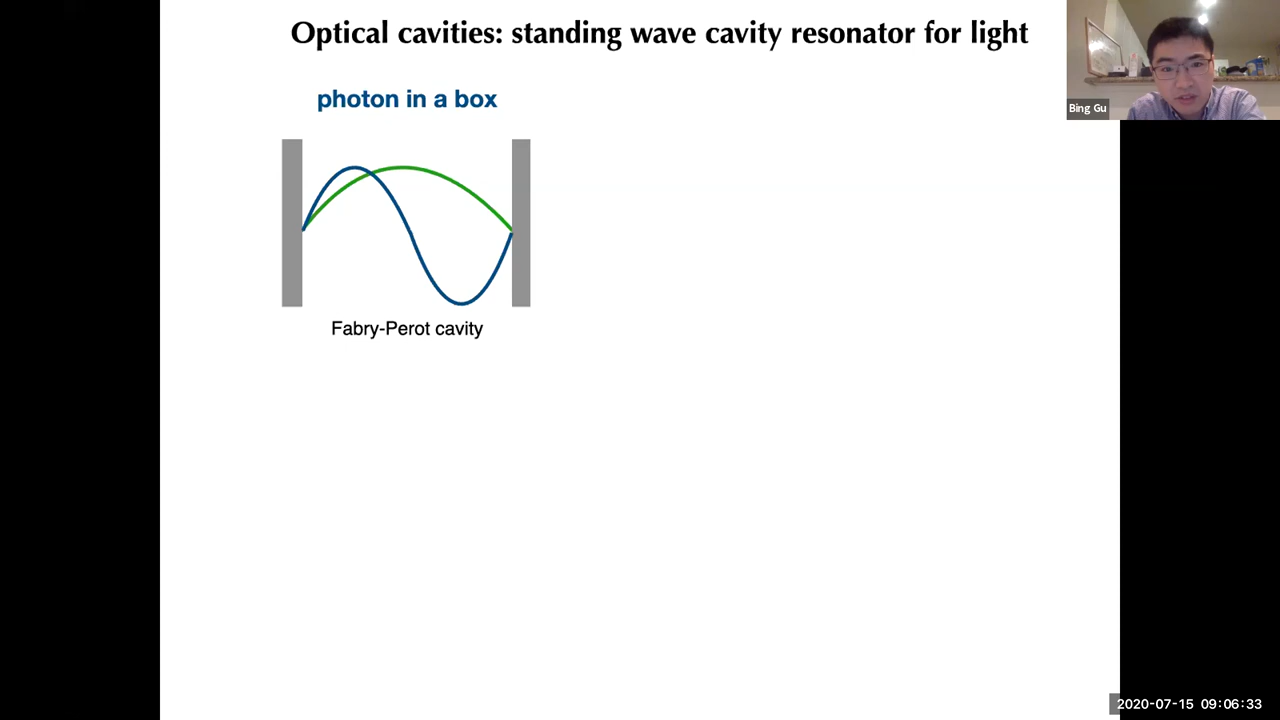 Optical cavities: standing wave cavity resonator for light
photon in a box
Fabry-Perot cavity
Bing Gu
2020-07-15 09:06:33